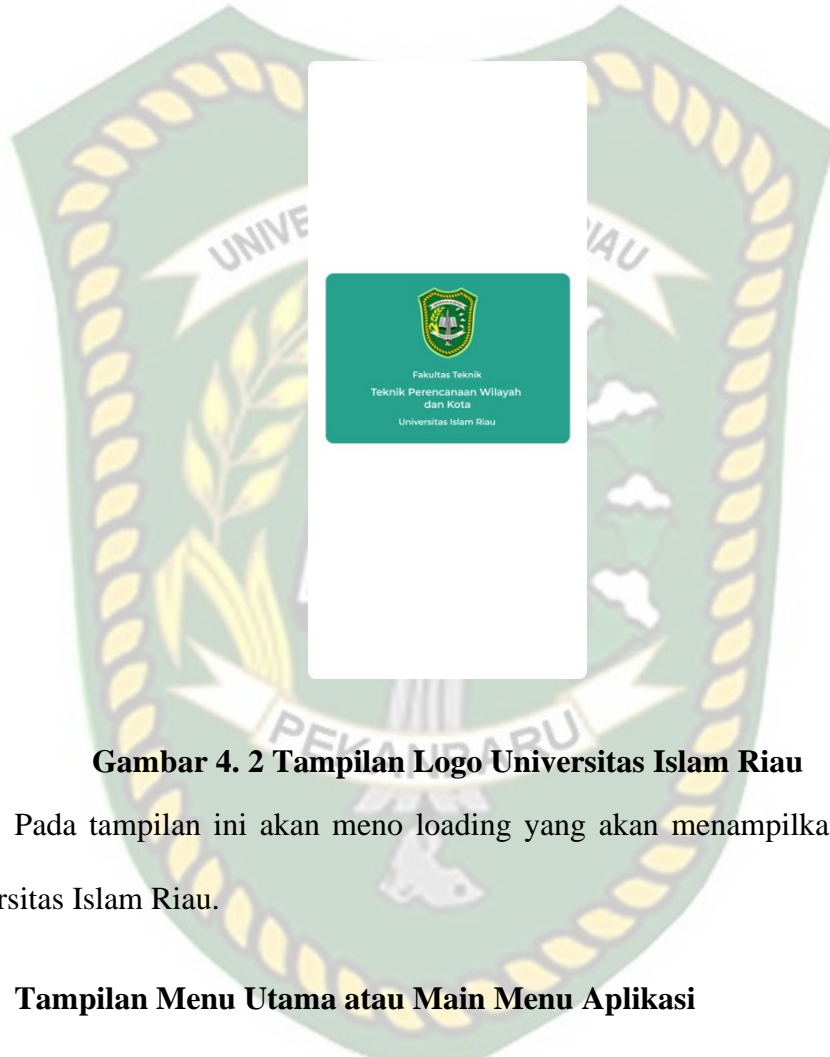 UNIVE
IAU
Fakultas Teknik
Teknik Perencanaan Wilayah
dan Kota
Universitas Islam Riau
PEKANBARU
Gambar 4. 2 Tampilan Logo Universitas Islam Riau
Pada tampilan ini akan meno loading yang akan menampilka
rsitas Islam Riau.
Tampilan Menu Utama atau Main Menu Aplikasi